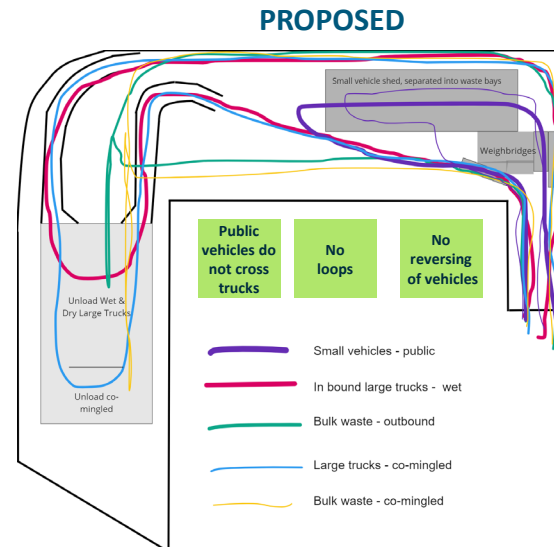 PROPOSED
Small vehicle shed, separated into waste bays
Weighbridges
Public
vehicles do
not cross
trucks
No
loops
No
reversing
of vehicles
Unload Wet &
Dry Large Trucks
Unload co-
mingled
Small vehicles - public
In bound large trucks - wet
Bulk waste - outbound
Large trucks - co-mingled
Bulk waste - co-mingled